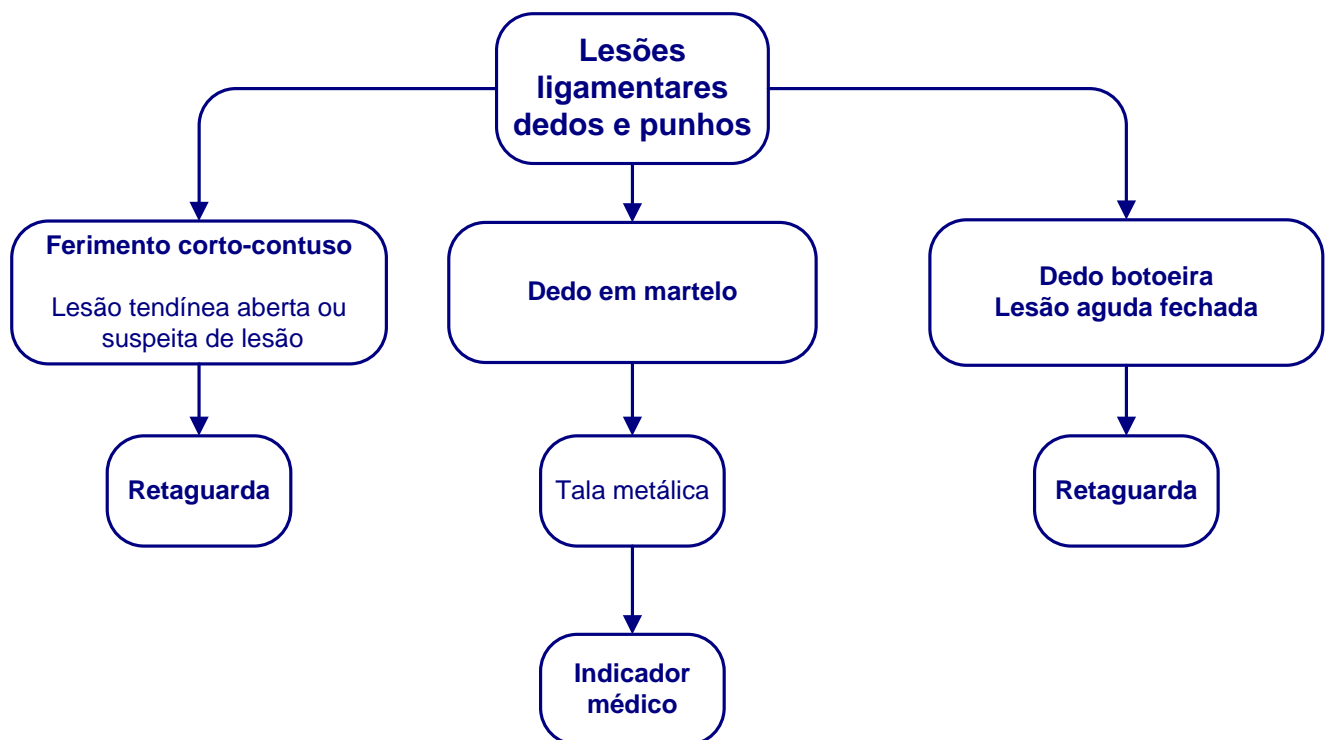 Lesões
ligamentares
dedos e punhos
Ferimento corto-contuso
Lesão tendínea aberta ou
suspeita de lesão
Dedo em martelo
Dedo botoeira
Lesão aguda fechada
Retaguarda
Tala metálica
Retaguarda
Indicador
médico